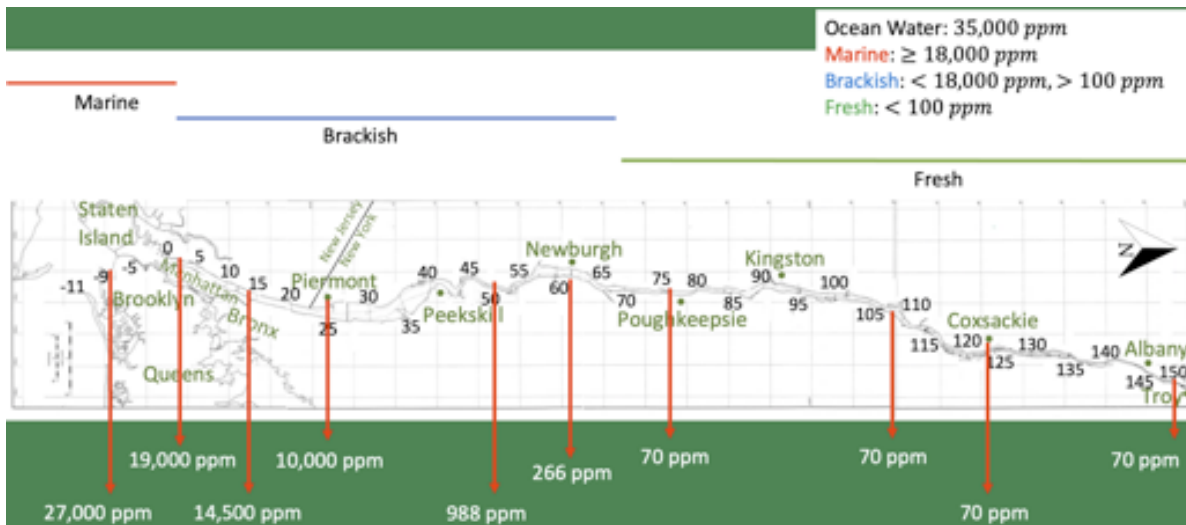 Ocean Water: 35,000 ppm
Marine: ≥ 18,000 ppm
Brackish: < 18,000 ppm, > 100 ppm
Fresh: < 100 ppm
Marine
Brackish
Fresh
Staten
Island
New Jersey
New York
N
-11
-9
-5
0
5
10
15
20
25
30
35
40
45
50
55
60
65
70
75
80
85
90
95
100
105
110
115
120
125
130
135
140
145
150
Brooklyn
Manhattan
Bronx
Queens
Piermont
Peekskill
Newburgh
Poughkeepsie
Kingston
Coxsackie
Albany
Troy
19,000 ppm
10,000 ppm
266 ppm
70 ppm
70 ppm
70 ppm
27,000 ppm
14,500 ppm
988 ppm
70 ppm